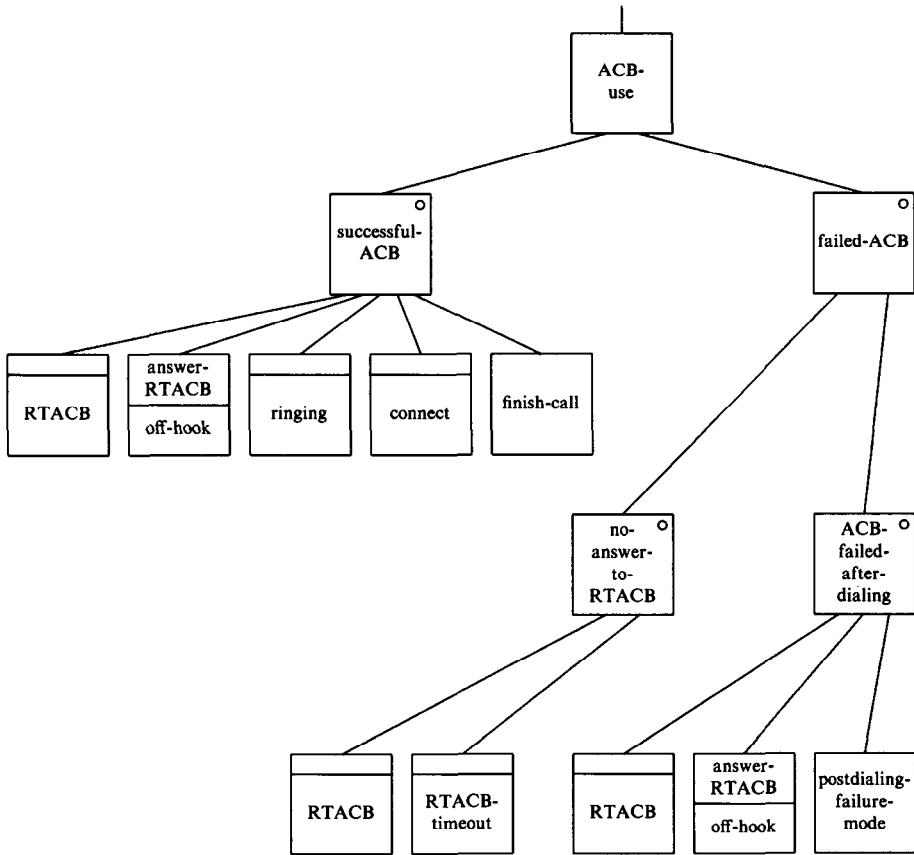 ACB-
use
successful-
ACB
failed-ACB
RTACB
answer-
RTACB
off-hook
ringing
connect
finish-call
no-
answer-
to-
RTACB
ACB-
failed-
after-
dialing
RTACB
RTACB-
timeout
RTACB
answer-
RTACB
off-hook
postdialing-
failure-
mode